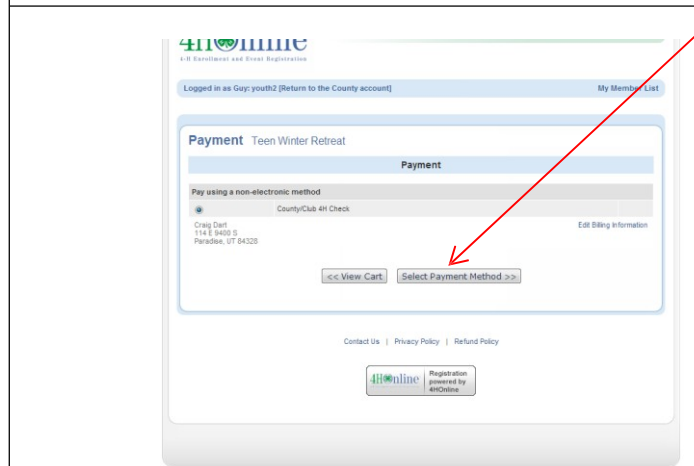 4HOnline
4-H Enrollment and Event Registration
Logged in as Guy: youth2 [Return to the County account] My Member List
Payment Teen Winter Retreat
Payment
Pay using a non-electronic method
County/Club 4H Check
Craig Dart Edit Billing Information
114 E 9400 S
Paradise, UT 84328
<< View Cart Select Payment Method >>
Contact Us | Privacy Policy | Refund Policy
4HOnline Registration
powered by
4HOnline